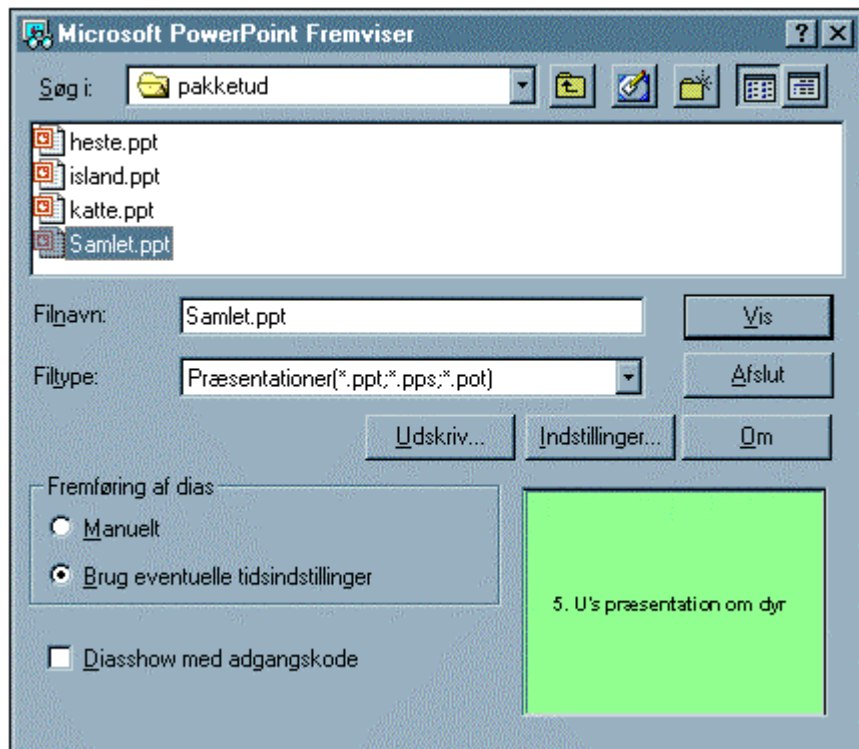 Microsoft PowerPoint Fremviser
Søg i: pakketud
heste.ppt
island.ppt
katte.ppt
Samlet.ppt
Filnavn: Samlet.ppt Vis
Filtype: Præsentationer(*.ppt;*.pps;*.pot) Afslut
Udskriv... Indstillinger... Om
Fremføring af dias
Manuelt
Brug eventuelle tidsindstillinger
5. U's præsentation om dyr
Diasshow med adgangskode